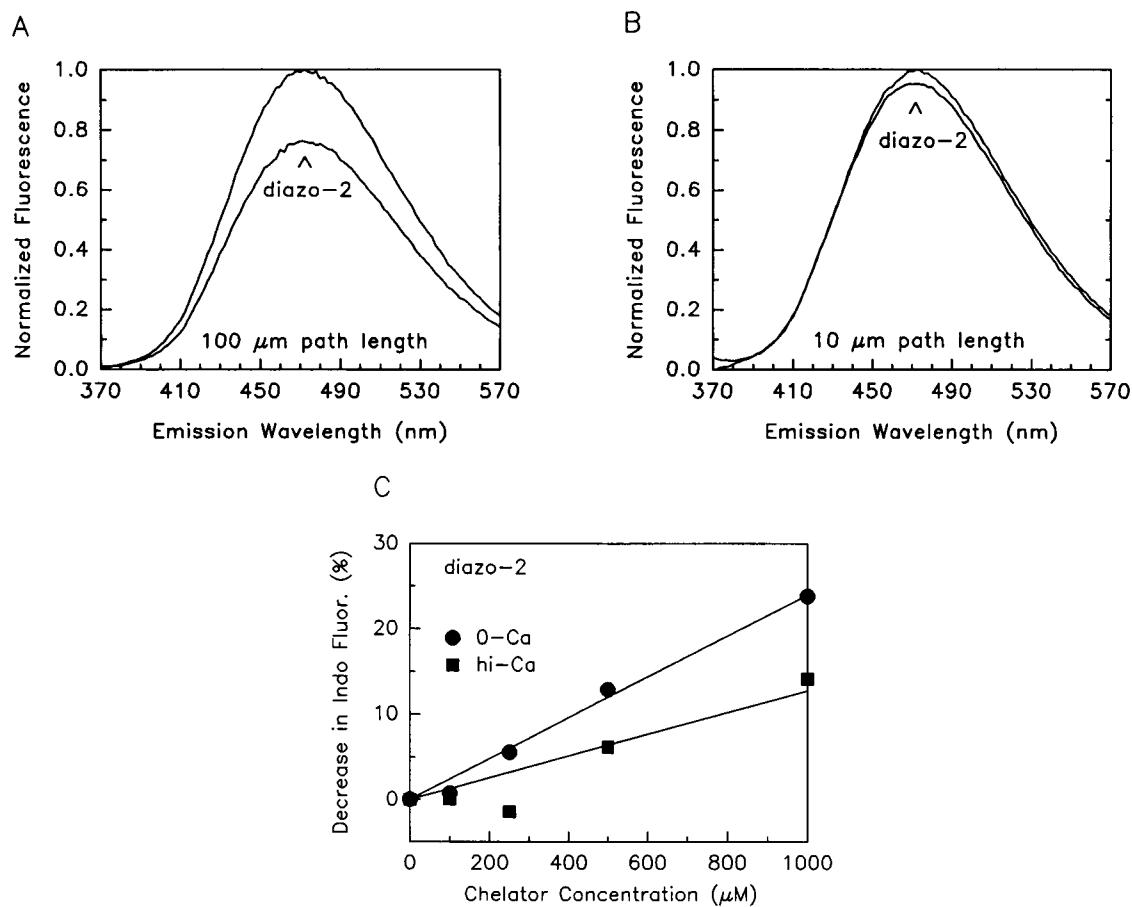 A
Normalized Fluorescence
1.0
0.8
0.6
0.4
0.2
0.0
^
diazo-2
100 μm path length
370 410 450 490 530 570
Emission Wavelength (nm)
B
Normalized Fluorescence
1.0
0.8
0.6
0.4
0.2
0.0
^
diazo-2
10 μm path length
370 410 450 490 530 570
Emission Wavelength (nm)
C
Decrease in Indo Fluor. (%)
30
20
10
0
diazo-2
0-Ca
hi-Ca
0 200 400 600 800 1000
Chelator Concentration (μM)